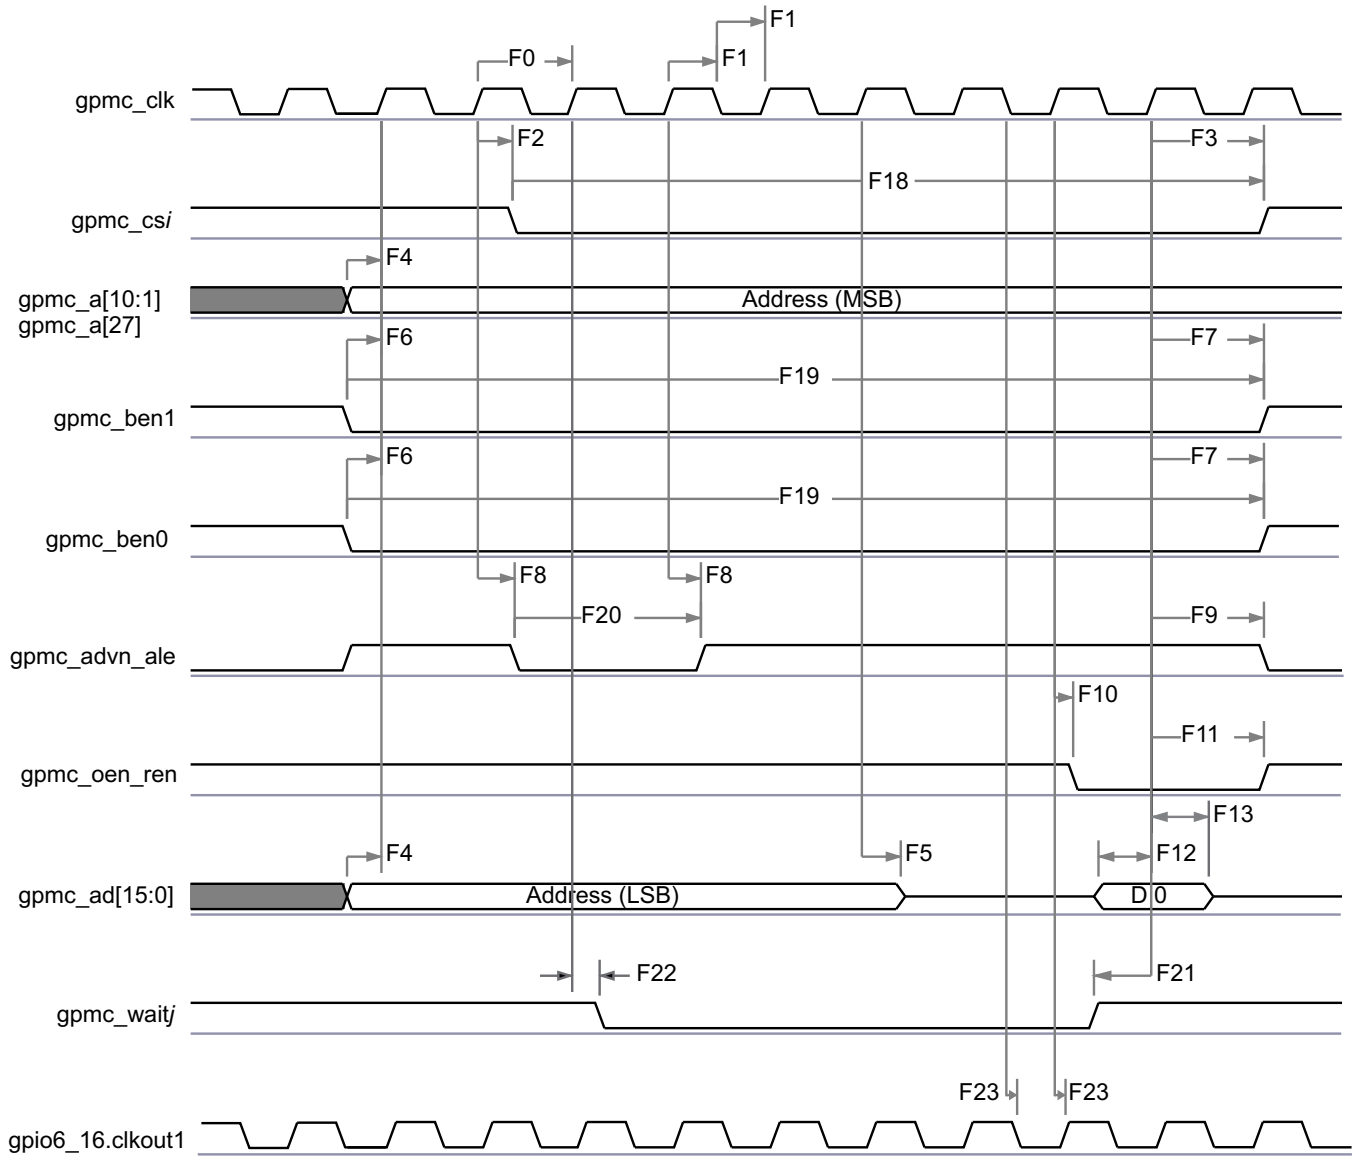 F1
F0
F1
gpmc_clk
F2
F3
F18
gpmc_csi
F4
gpmc_a[10:1]
Address (MSB)
gpmc_a[27]
F6
F7
F19
gpmc_ben1
F6
F7
F19
gpmc_ben0
F8
F8
F20
F9
gpmc_advn_ale
F10
F11
gpmc_oen_ren
F13
F4
F5
F12
gpmc_ad[15:0]
Address (LSB)
D 0
F22
F21
gpmc_waitj
F23
F23
gpio6_16.clkout1